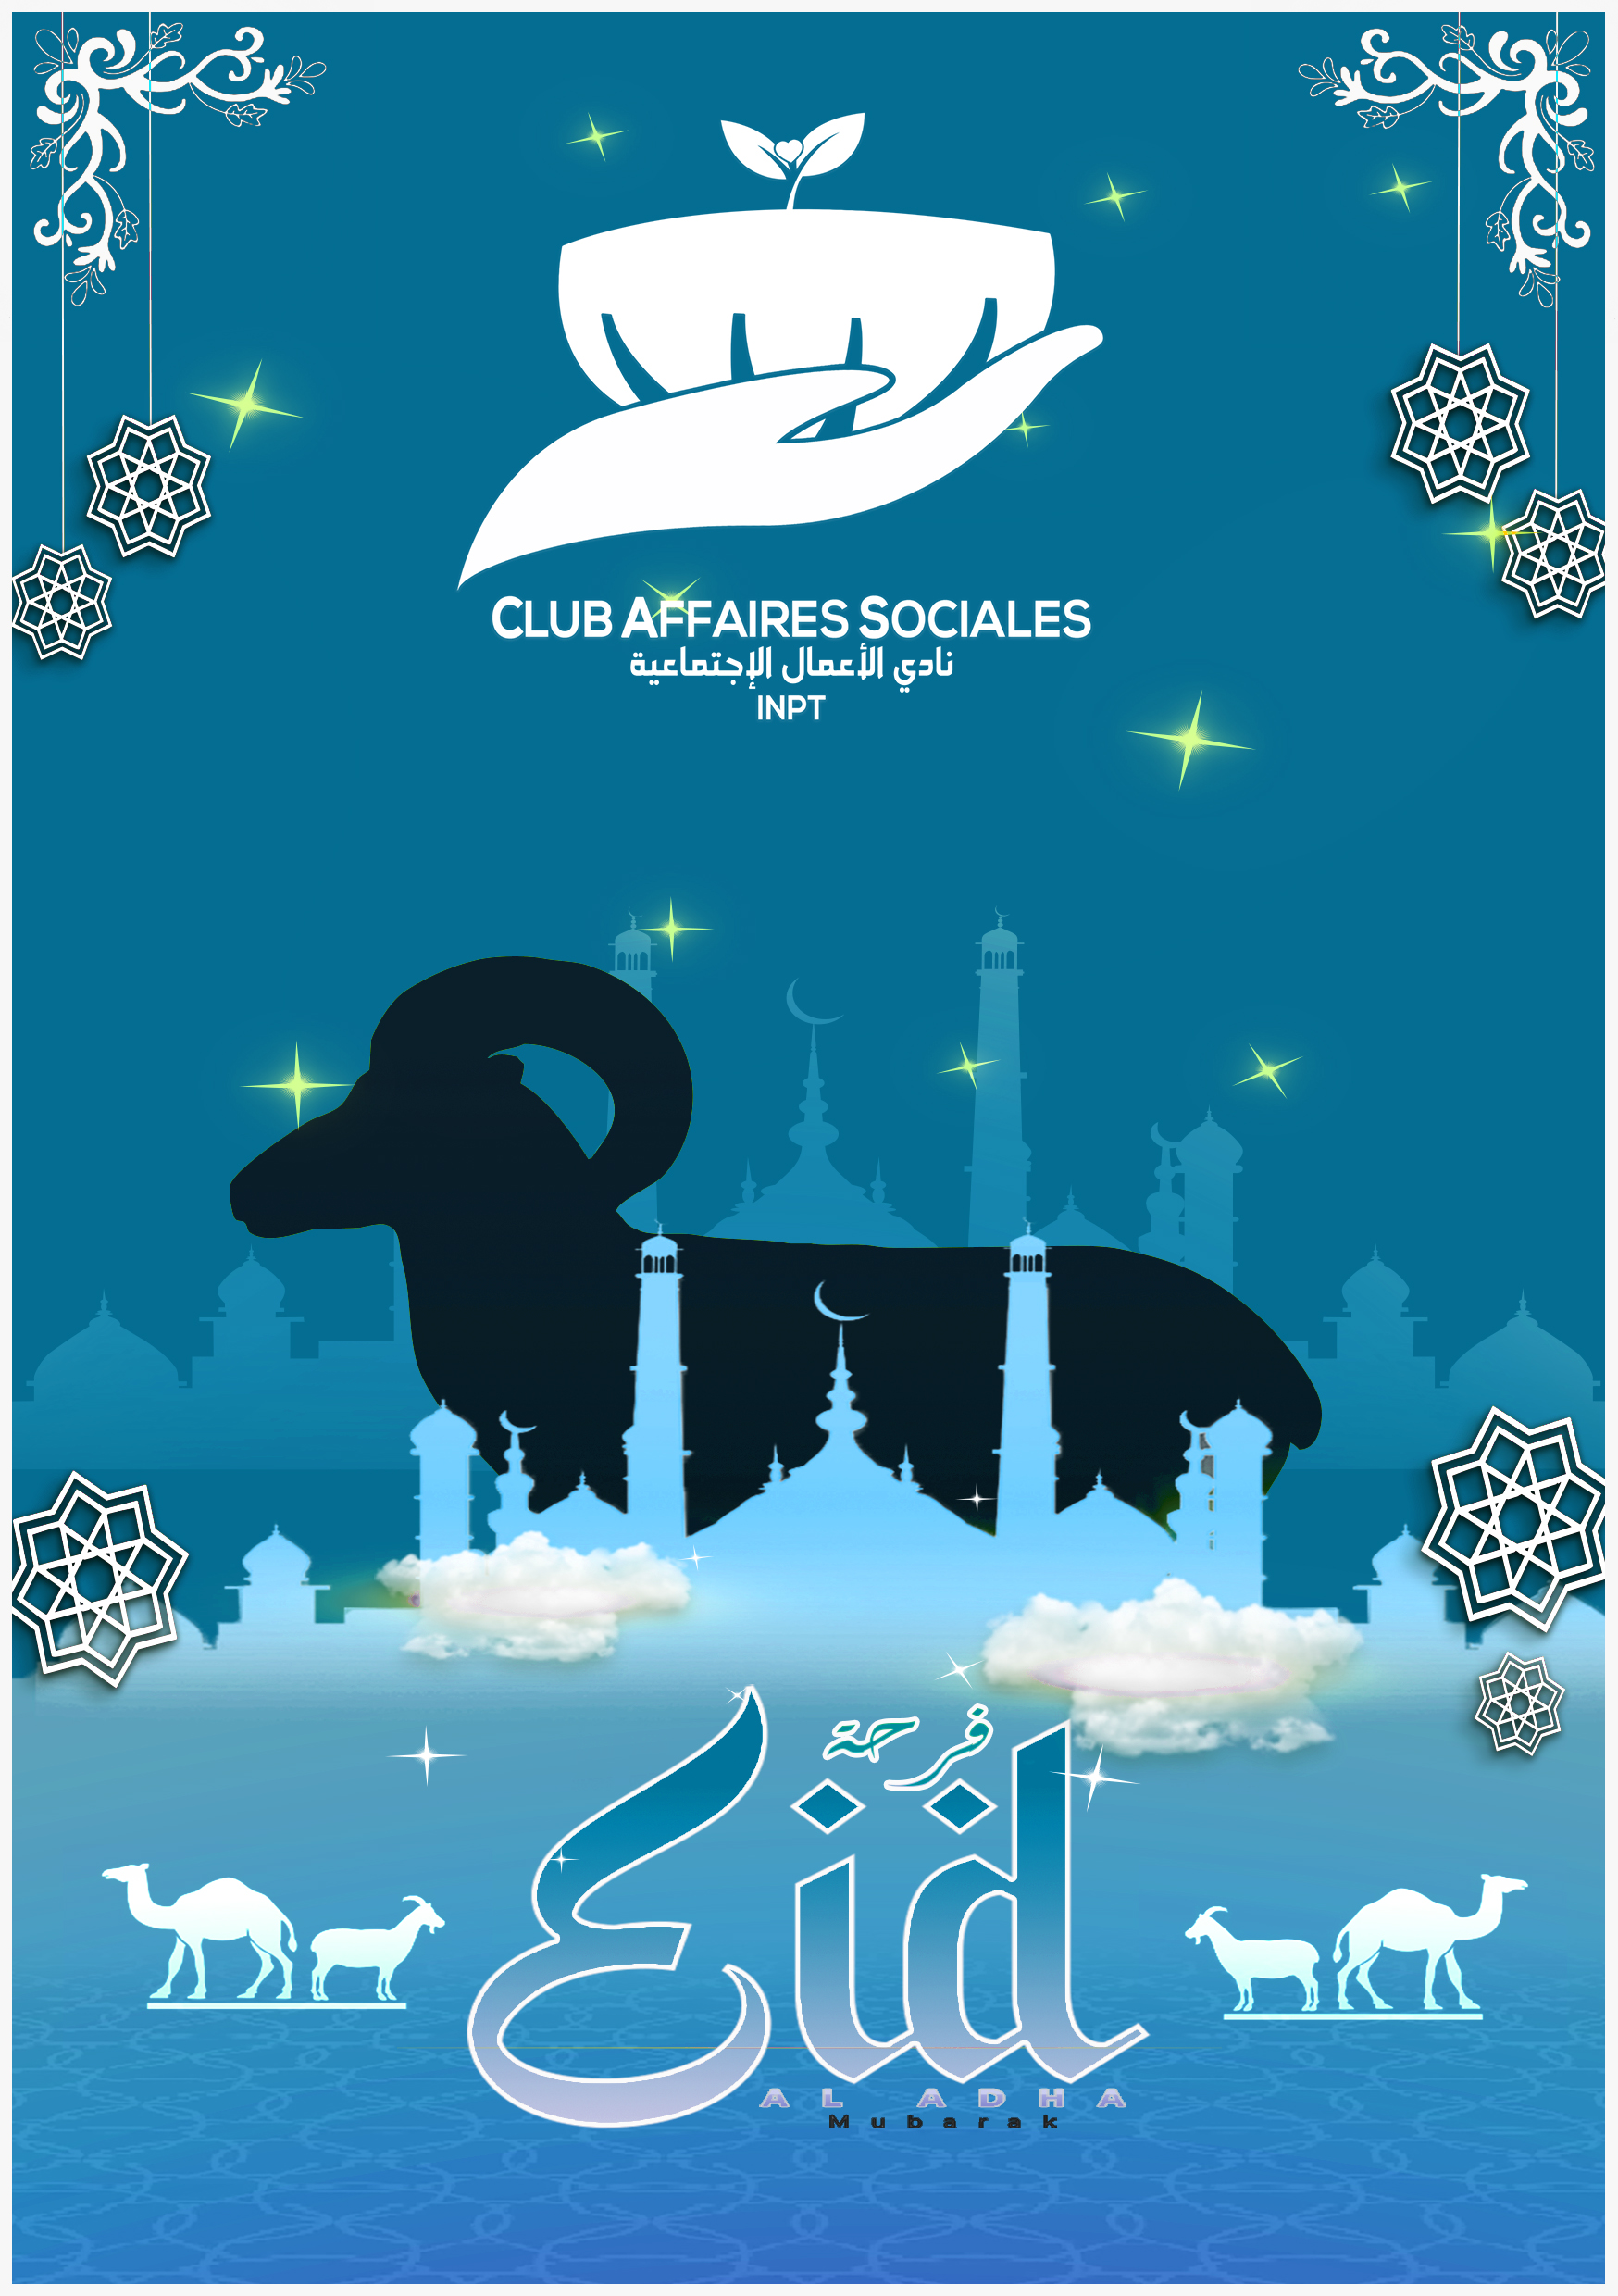 CLUB AFFAIRES SOCIALES
نادي الأعمال الإجتماعية
INPT
فرحة
Eid
AL ADHA
Mubarak